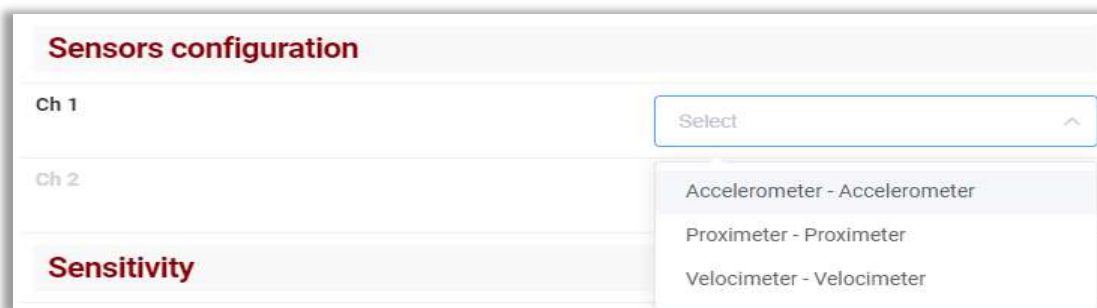 Sensors configuration
Ch 1
Select
Ch 2
Accelerometer - Accelerometer
Proximeter - Proximeter
Sensitivity
Velocimeter - Velocimeter